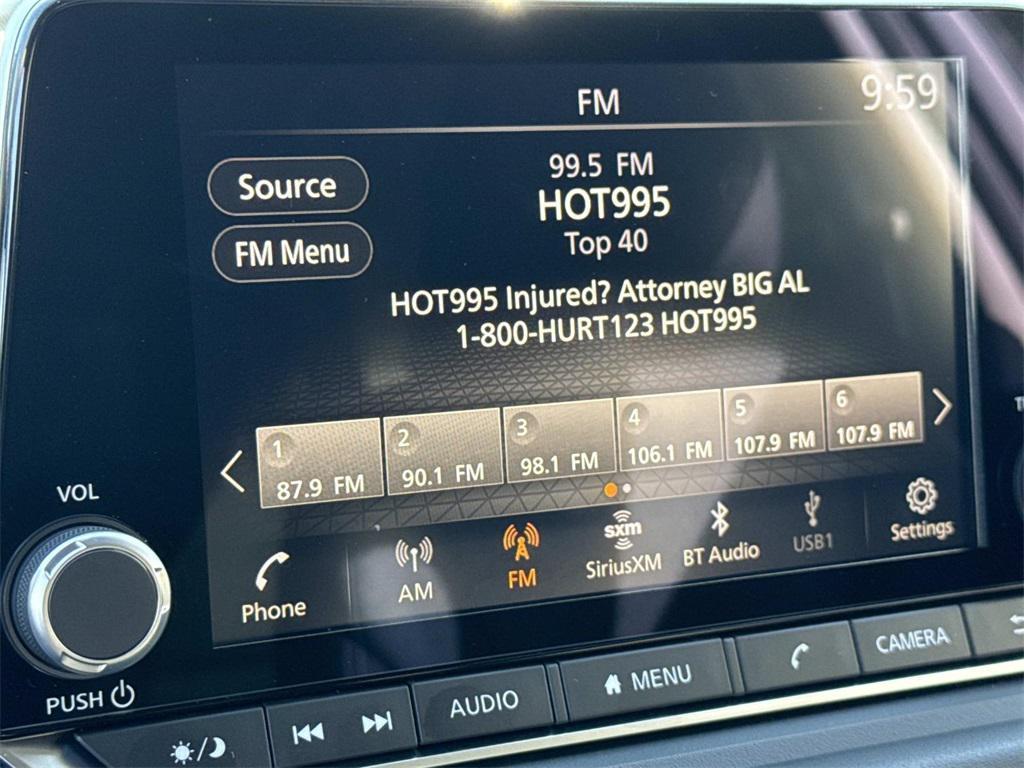 FM
9:59
Source
99.5 FM
HOT995
FM Menu
Top 40
HOT995 Injured? Attorney BIG AL
1-800-HURT123 HOT995
1
87.9 FM
2
90.1 FM
3
98.1 FM
4
106.1 FM
5
107.9 FM
6
107.9 FM
VOL
Phone
AM
FM
sxm
SiriusXM
BT Audio
USB1
Settings
PUSH
AUDIO
MENU
CAMERA